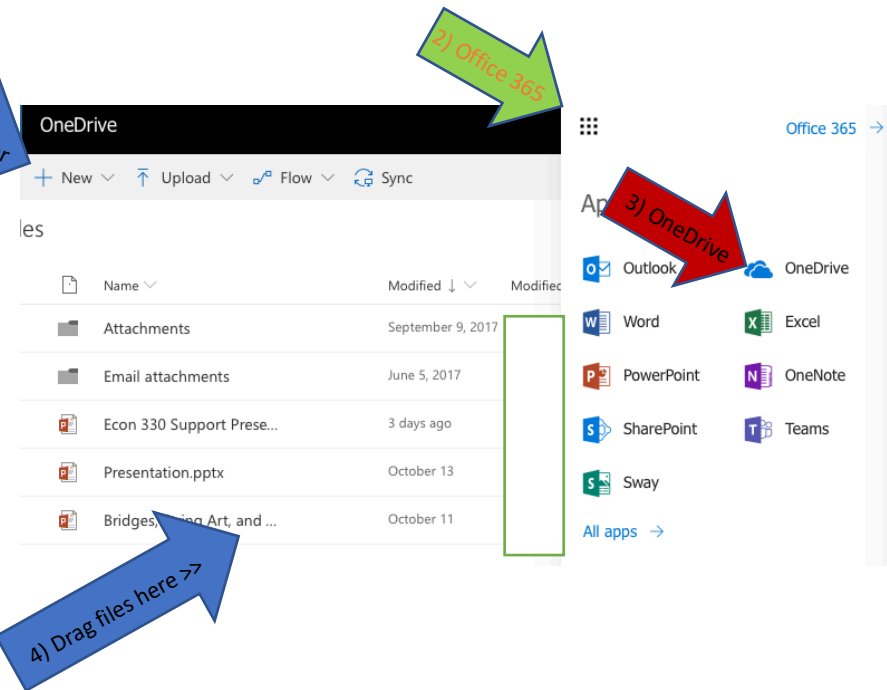 2) Office 365
OneDrive
New
Upload
Flow
Sync
les
Name
Modified ↓
Modified
Attachments
September 9, 2017
Email attachments
June 5, 2017
Econ 330 Support Prese...
3 days ago
Presentation.pptx
October 13
Bridges,
Art, and ...
October 11
4) Drag files here >>
Office 365 →
Ap
3) OneDrive
Outlook
OneDrive
Word
Excel
PowerPoint
OneNote
SharePoint
Teams
Sway
All apps →